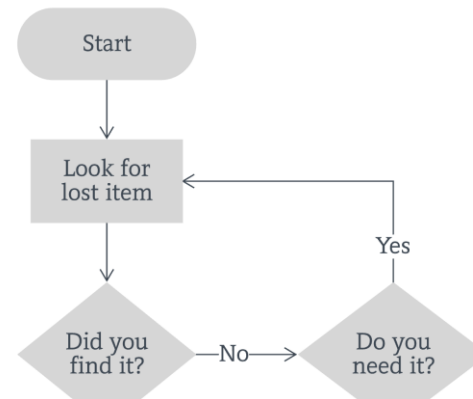 Start
Look for
lost item
Yes
Did you
find it?
No
Do you
need it?